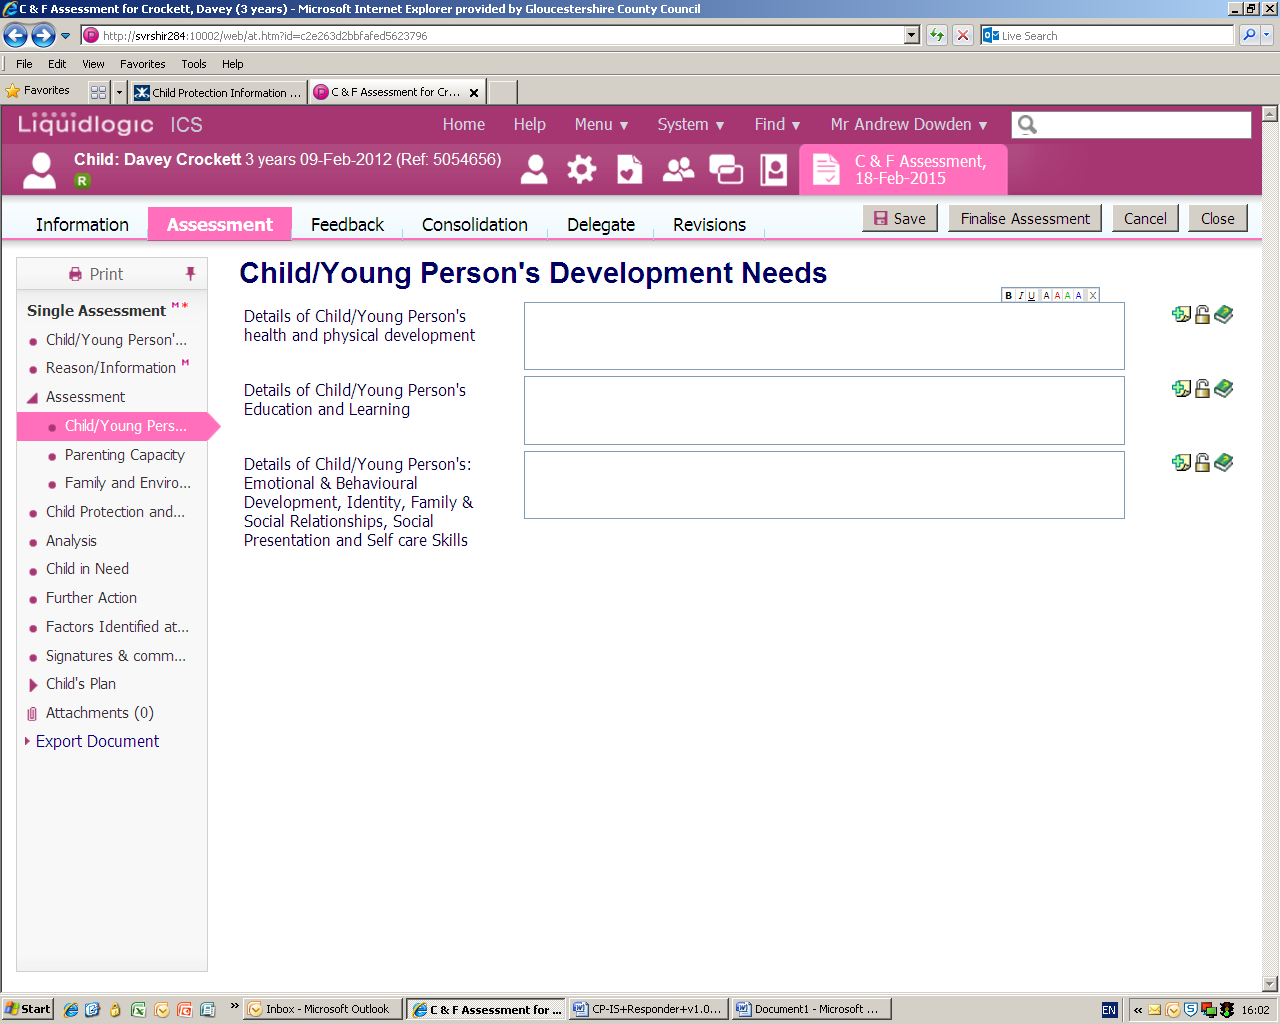 C & F Assessment for Crockett, Davey (3 years) - Microsoft Internet Explorer provided by Gloucestershire County Council
http://svrshir284:10002/web/at.htm?id=c2e263d2bbfafed5623796
Live Search
File Edit View Favorites Tools Help
Favorites
Child Protection Information ...
C & F Assessment for Cr...
Liquidlogic ICS
Home Help Menu ▼ System ▼ Find ▼ Mr Andrew Dowden ▼
Child: Davey Crockett 3 years 09-Feb-2012 (Ref: 5054656)
R
C & F Assessment,
18-Feb-2015
Information Assessment Feedback Consolidation Delegate Revisions
Save Finalise Assessment Cancel Close
Print
Single Assessment M *
Child/Young Person'...
Reason/Information M
Assessment
Child/Young Pers...
Parenting Capacity
Family and Enviro...
Child Protection and...
Analysis
Child in Need
Further Action
Factors Identified at...
Signatures & comm...
Child's Plan
Attachments (0)
Export Document
Child/Young Person's Development Needs
B I U A A A A X
Details of Child/Young Person's
health and physical development
Details of Child/Young Person's
Education and Learning
Details of Child/Young Person's:
Emotional & Behavioural
Development, Identity, Family &
Social Relationships, Social
Presentation and Self care Skills
Start
Inbox - Microsoft Outlook
C & F Assessment for ...
CP-IS+Responder+v1.0...
Document1 - Microsoft ...
EN
16:02